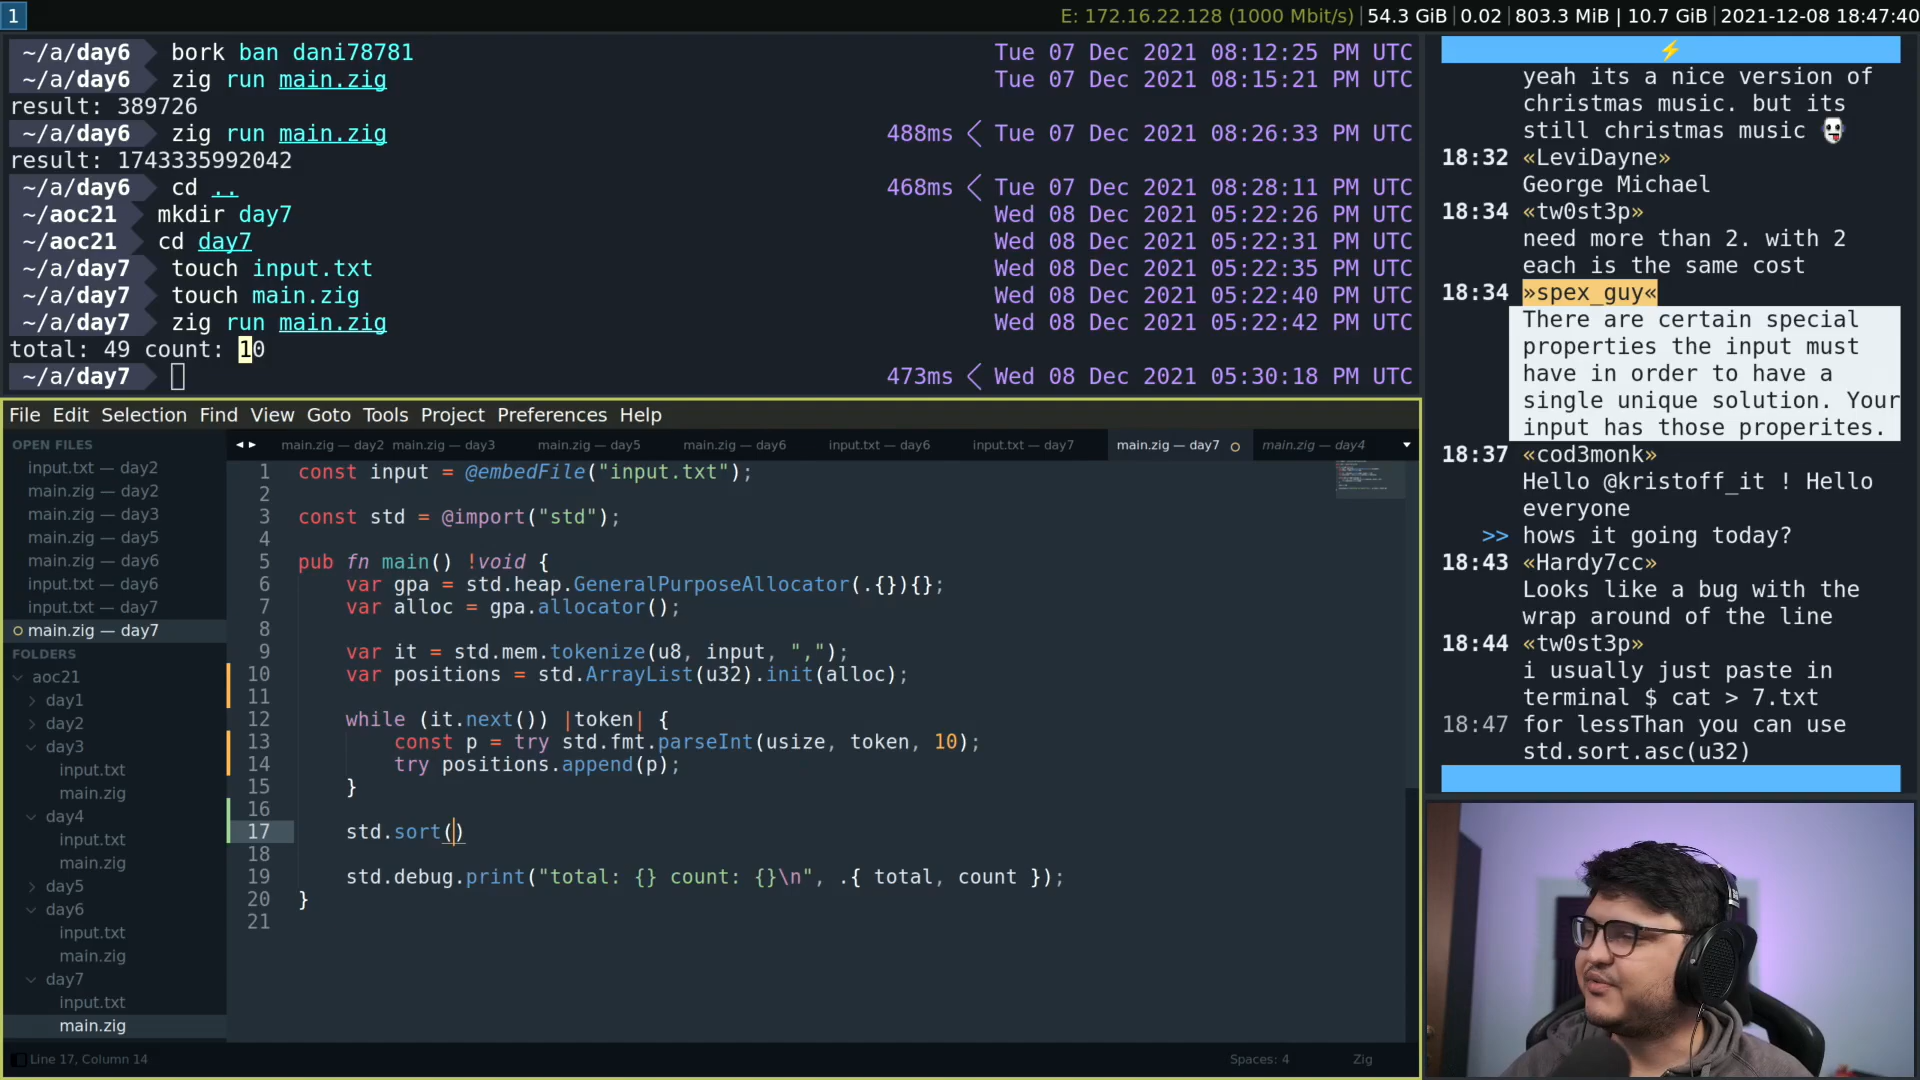 1
E: 172.16.22.128 (1000 Mbit/s) | 54.3 GiB | 0.02 | 803.3 MiB | 10.7 GiB | 2021-12-08 18:47:40
~/a/day6 bork ban dani78781 Tue 07 Dec 2021 08:12:25 PM UTC
~/a/day6 zig run main.zig Tue 07 Dec 2021 08:15:21 PM UTC
result: 389726
~/a/day6 zig run main.zig 488ms < Tue 07 Dec 2021 08:26:33 PM UTC
result: 1743335992042
~/a/day6 cd .. 468ms < Tue 07 Dec 2021 08:28:11 PM UTC
~/aoc21 mkdir day7 Wed 08 Dec 2021 05:22:26 PM UTC
~/aoc21 cd day7 Wed 08 Dec 2021 05:22:31 PM UTC
~/a/day7 touch input.txt Wed 08 Dec 2021 05:22:35 PM UTC
~/a/day7 touch main.zig Wed 08 Dec 2021 05:22:40 PM UTC
~/a/day7 zig run main.zig Wed 08 Dec 2021 05:22:42 PM UTC
total: 49 count: 10
~/a/day7 473ms < Wed 08 Dec 2021 05:30:18 PM UTC
File Edit Selection Find View Goto Tools Project Preferences Help
OPEN FILES
input.txt — day2
main.zig — day2
main.zig — day3
main.zig — day5
main.zig — day6
input.txt — day6
input.txt — day7
main.zig — day7
FOLDERS
aoc21
day1
day2
day3
input.txt
main.zig
day4
input.txt
main.zig
day5
day6
input.txt
main.zig
day7
input.txt
main.zig
main.zig — day2 main.zig — day3 main.zig — day5 main.zig — day6 input.txt — day6 input.txt — day7 main.zig — day7 main.zig — day4
1 const input = @embedFile("input.txt");
2
3 const std = @import("std");
4
5 pub fn main() !void {
6 var gpa = std.heap.GeneralPurposeAllocator(.{}){};
7 var alloc = gpa.allocator();
8
9 var it = std.mem.tokenize(u8, input, ",");
10 var positions = std.ArrayList(u32).init(alloc);
11
12 while (it.next()) |token| {
13 const p = try std.fmt.parseInt(usize, token, 10);
14 try positions.append(p);
15 }
16
17 std.sort()
18
19 std.debug.print("total: {} count: {}\n", .{ total, count });
20 }
21
Line 17, Column 14 Spaces: 4 Zig
yeah its a nice version of
christmas music. but its
still christmas music
18:32 «LeviDayne»
George Michael
18:34 «tw0st3p»
need more than 2. with 2
each is the same cost
18:34 »spex_guy«
There are certain special
properties the input must
have in order to have a
single unique solution. Your
input has those properites.
18:37 «cod3monk»
Hello @kristoff_it ! Hello
everyone
>> hows it going today?
18:43 «Hardy7cc»
Looks like a bug with the
wrap around of the line
18:44 «tw0st3p»
i usually just paste in
terminal $ cat > 7.txt
18:47 for lessThan you can use
std.sort.asc(u32)